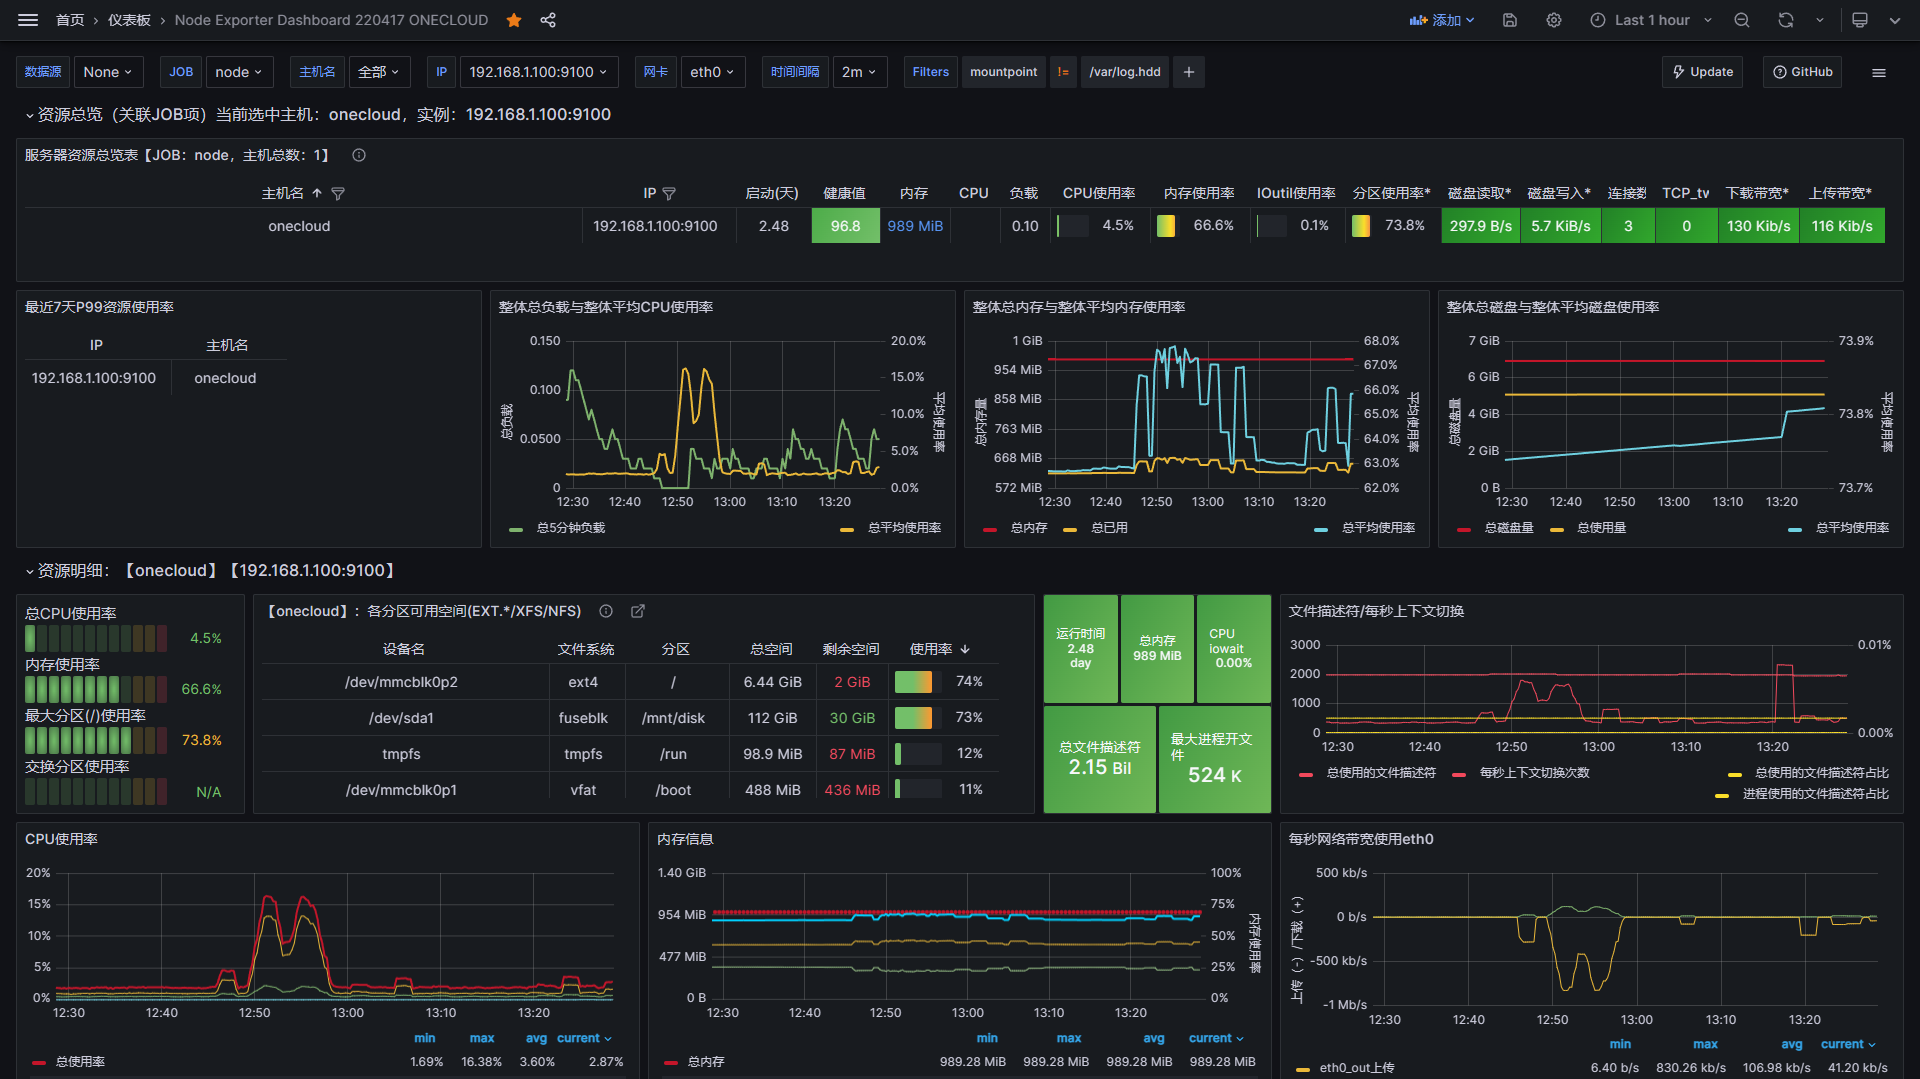 首页 › 仪表板 › Node Exporter Dashboard 220417 ONECLOUD
添加
Last 1 hour
数据源 None JOB node 主机名 全部 IP 192.168.1.100:9100 网卡 eth0 时间间隔 2m Filters mountpoint != /var/log.hdd + Update GitHub
资源总览（关联JOB项）当前选中主机：onecloud，实例：192.168.1.100:9100
服务器资源总览表【JOB：node，主机总数：1】
主机名 IP 启动(天) 健康值 内存 CPU 负载 CPU使用率 内存使用率 IOutil使用率 分区使用率* 磁盘读取* 磁盘写入* 连接数 TCP_tw 下载带宽* 上传带宽*
onecloud 192.168.1.100:9100 2.48 96.8 989 MiB 0.10 4.5% 66.6% 0.1% 73.8% 297.9 B/s 5.7 KiB/s 3 0 130 Kib/s 116 Kib/s
最近7天P99资源使用率
IP 主机名
192.168.1.100:9100 onecloud
整体总负载与整体平均CPU使用率
0.150
0.100
0.0500
0
20.0%
15.0%
10.0%
5.0%
0.0%
总负载
平均使用率
12:30 12:40 12:50 13:00 13:10 13:20
总5分钟负载 总平均使用率
整体总内存与整体平均内存使用率
1 GiB
954 MiB
858 MiB
763 MiB
668 MiB
572 MiB
68.0%
67.0%
66.0%
65.0%
64.0%
63.0%
62.0%
总内存量
平均使用率
12:30 12:40 12:50 13:00 13:10 13:20
总内存 总已用 总平均使用率
整体总磁盘与整体平均磁盘使用率
7 GiB
6 GiB
4 GiB
2 GiB
0 B
73.9%
73.8%
73.7%
总磁盘量
平均使用率
12:30 12:40 12:50 13:00 13:10 13:20
总磁盘量 总使用量 总平均使用率
资源明细：【onecloud】【192.168.1.100:9100】
总CPU使用率
4.5%
内存使用率
66.6%
最大分区(/)使用率
73.8%
交换分区使用率
N/A
【onecloud】：各分区可用空间(EXT.*/XFS/NFS)
设备名 文件系统 分区 总空间 剩余空间 使用率
/dev/mmcblk0p2 ext4 / 6.44 GiB 2 GiB 74%
/dev/sda1 fuseblk /mnt/disk 112 GiB 30 GiB 73%
tmpfs tmpfs /run 98.9 MiB 87 MiB 12%
/dev/mmcblk0p1 vfat /boot 488 MiB 436 MiB 11%
运行时间
2.48
day
总内存
989 MiB
CPU
Iowait
0.00%
总文件描述符
2.15 Bil
最大进程开文
件
524 K
文件描述符/每秒上下文切换
3000
2000
1000
0
0.01%
0.00%
12:30 12:40 12:50 13:00 13:10 13:20
总使用的文件描述符 每秒上下文切换次数 总使用的文件描述符占比
进程使用的文件描述符占比
CPU使用率
20%
15%
10%
5%
0%
12:30 12:40 12:50 13:00 13:10 13:20
min max avg current
总使用率 1.69% 16.38% 3.60% 2.87%
内存信息
1.40 GiB
954 MiB
477 MiB
0 B
100%
75%
50%
25%
0%
内存使用率
12:30 12:40 12:50 13:00 13:10 13:20
min max avg current
总内存 989.28 MiB 989.28 MiB 989.28 MiB 989.28 MiB
每秒网络带宽使用eth0
500 kb/s
0 b/s
-500 kb/s
-1 Mb/s
上传（-）/下载（+）
12:30 12:40 12:50 13:00 13:10 13:20
min max avg current
eth0_out上传 6.40 b/s 830.26 kb/s 106.98 kb/s 41.20 kb/s